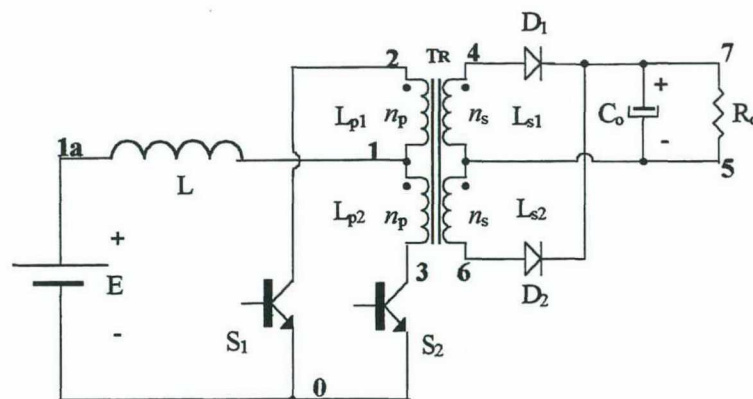 D₁
2 TR 4 7
+
Lp1 np ns Ls1 Co R
-
1a 1 5
L
Lp2 np ns Ls2
+
3 6
E D₂
-
S₁ S₂
0